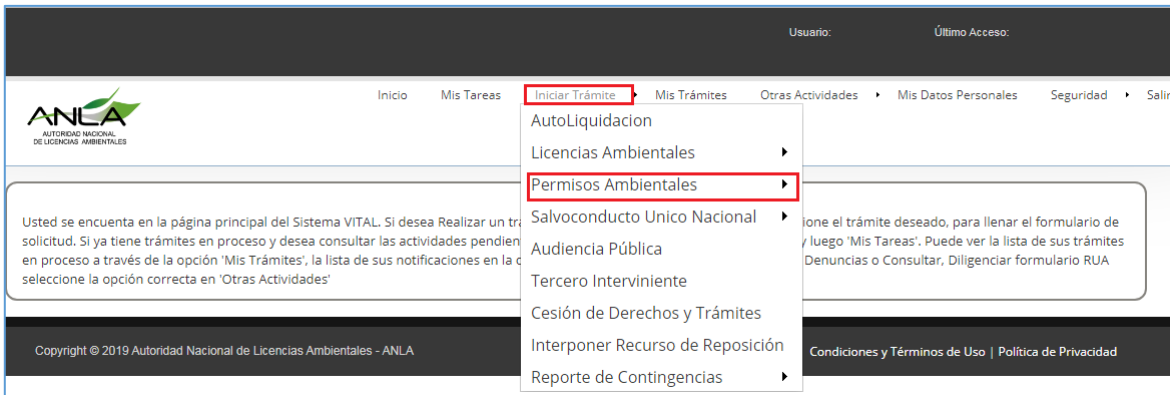 Usuario: Último Acceso:
ANLA
AUTORIDAD NACIONAL
DE LICENCIAS AMBIENTALES
Inicio Mis Tareas Iniciar Trámite Mis Trámites Otras Actividades Mis Datos Personales Seguridad Salir
AutoLiquidacion
Licencias Ambientales
Permisos Ambientales
Salvoconducto Unico Nacional
Audiencia Pública
Tercero Interviniente
Cesión de Derechos y Trámites
Interponer Recurso de Reposición
Reporte de Contingencias
Usted se encuenta en la página principal del Sistema VITAL. Si desea Realizar un tr ione el trámite deseado, para llenar el formulario de
solicitud. Si ya tiene trámites en proceso y desea consultar las actividades pendien y luego 'Mis Tareas'. Puede ver la lista de sus trámites
en proceso a través de la opción 'Mis Trámites', la lista de sus notificaciones en la Denuncias o Consultar, Diligenciar formulario RUA
seleccione la opción correcta en 'Otras Actividades'
Copyright © 2019 Autoridad Nacional de Licencias Ambientales - ANLA Condiciones y Términos de Uso | Política de Privacidad